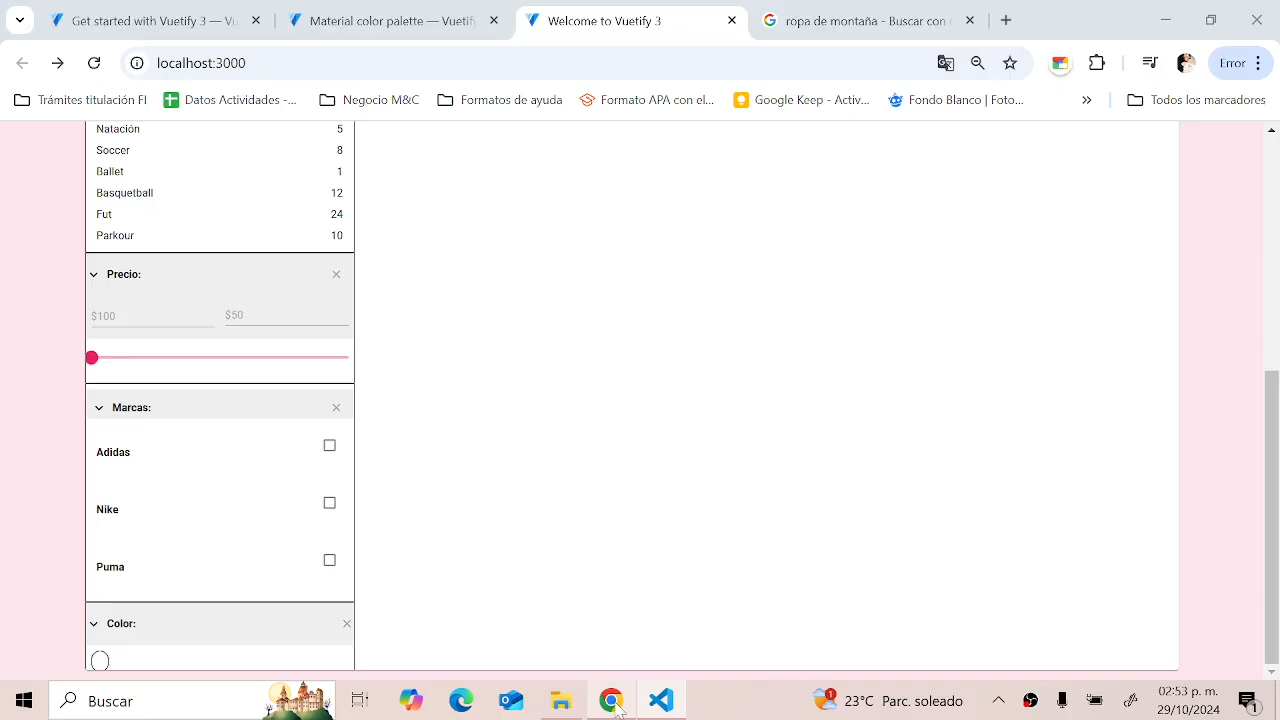 Get started with Vuetify 3 — Vu
Material color palette — Vuetify
Welcome to Vuetify 3
ropa de montaña - Buscar con
localhost:3000
Error
Trámites titulación FI
Datos Actividades -...
Negocio M&C
Formatos de ayuda
Formato APA con el...
Google Keep - Activ...
Fondo Blanco | Foto...
»
Todos los marcadores
Natación 5
Soccer 8
Ballet 1
Basquetball 12
Fut 24
Parkour 10
Precio:
$100 $50
Marcas:
Adidas
Nike
Puma
Color:
Buscar
23°C Parc. soleado
02:53 p. m.
29/10/2024